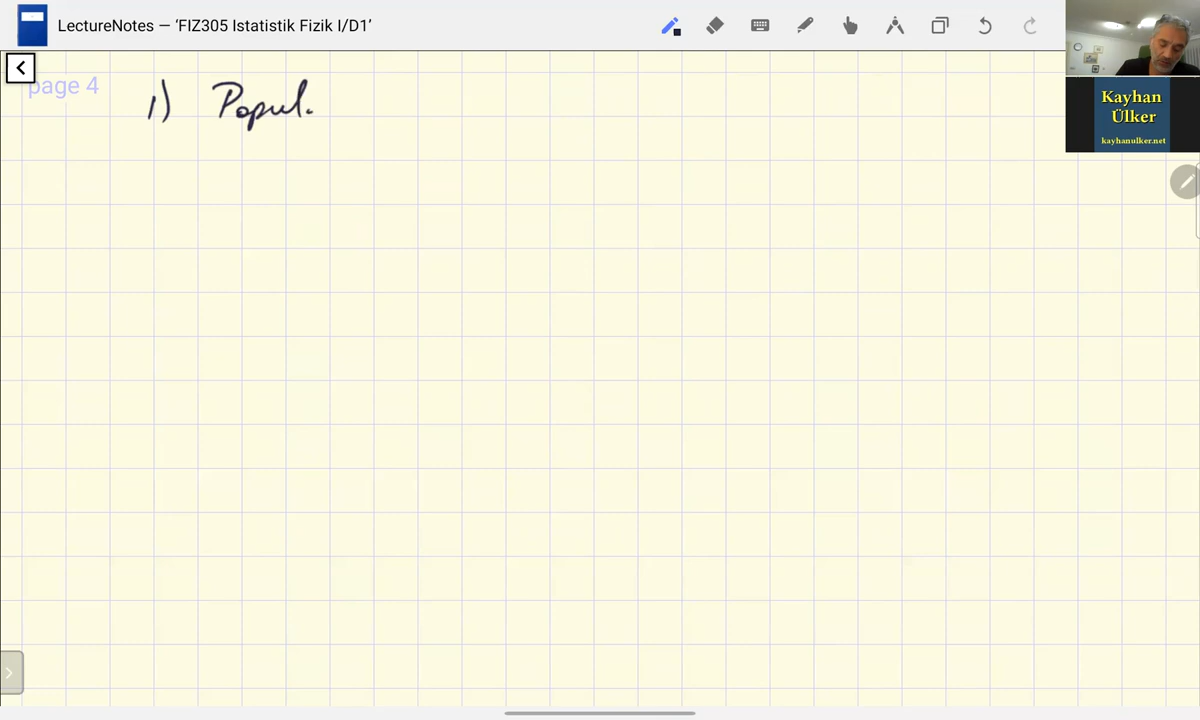 LectureNotes — ‘FIZ305 Istatistik Fizik I/D1’
page 4
1) Popul.
Kayhan
Ülker
kayhanulker.net